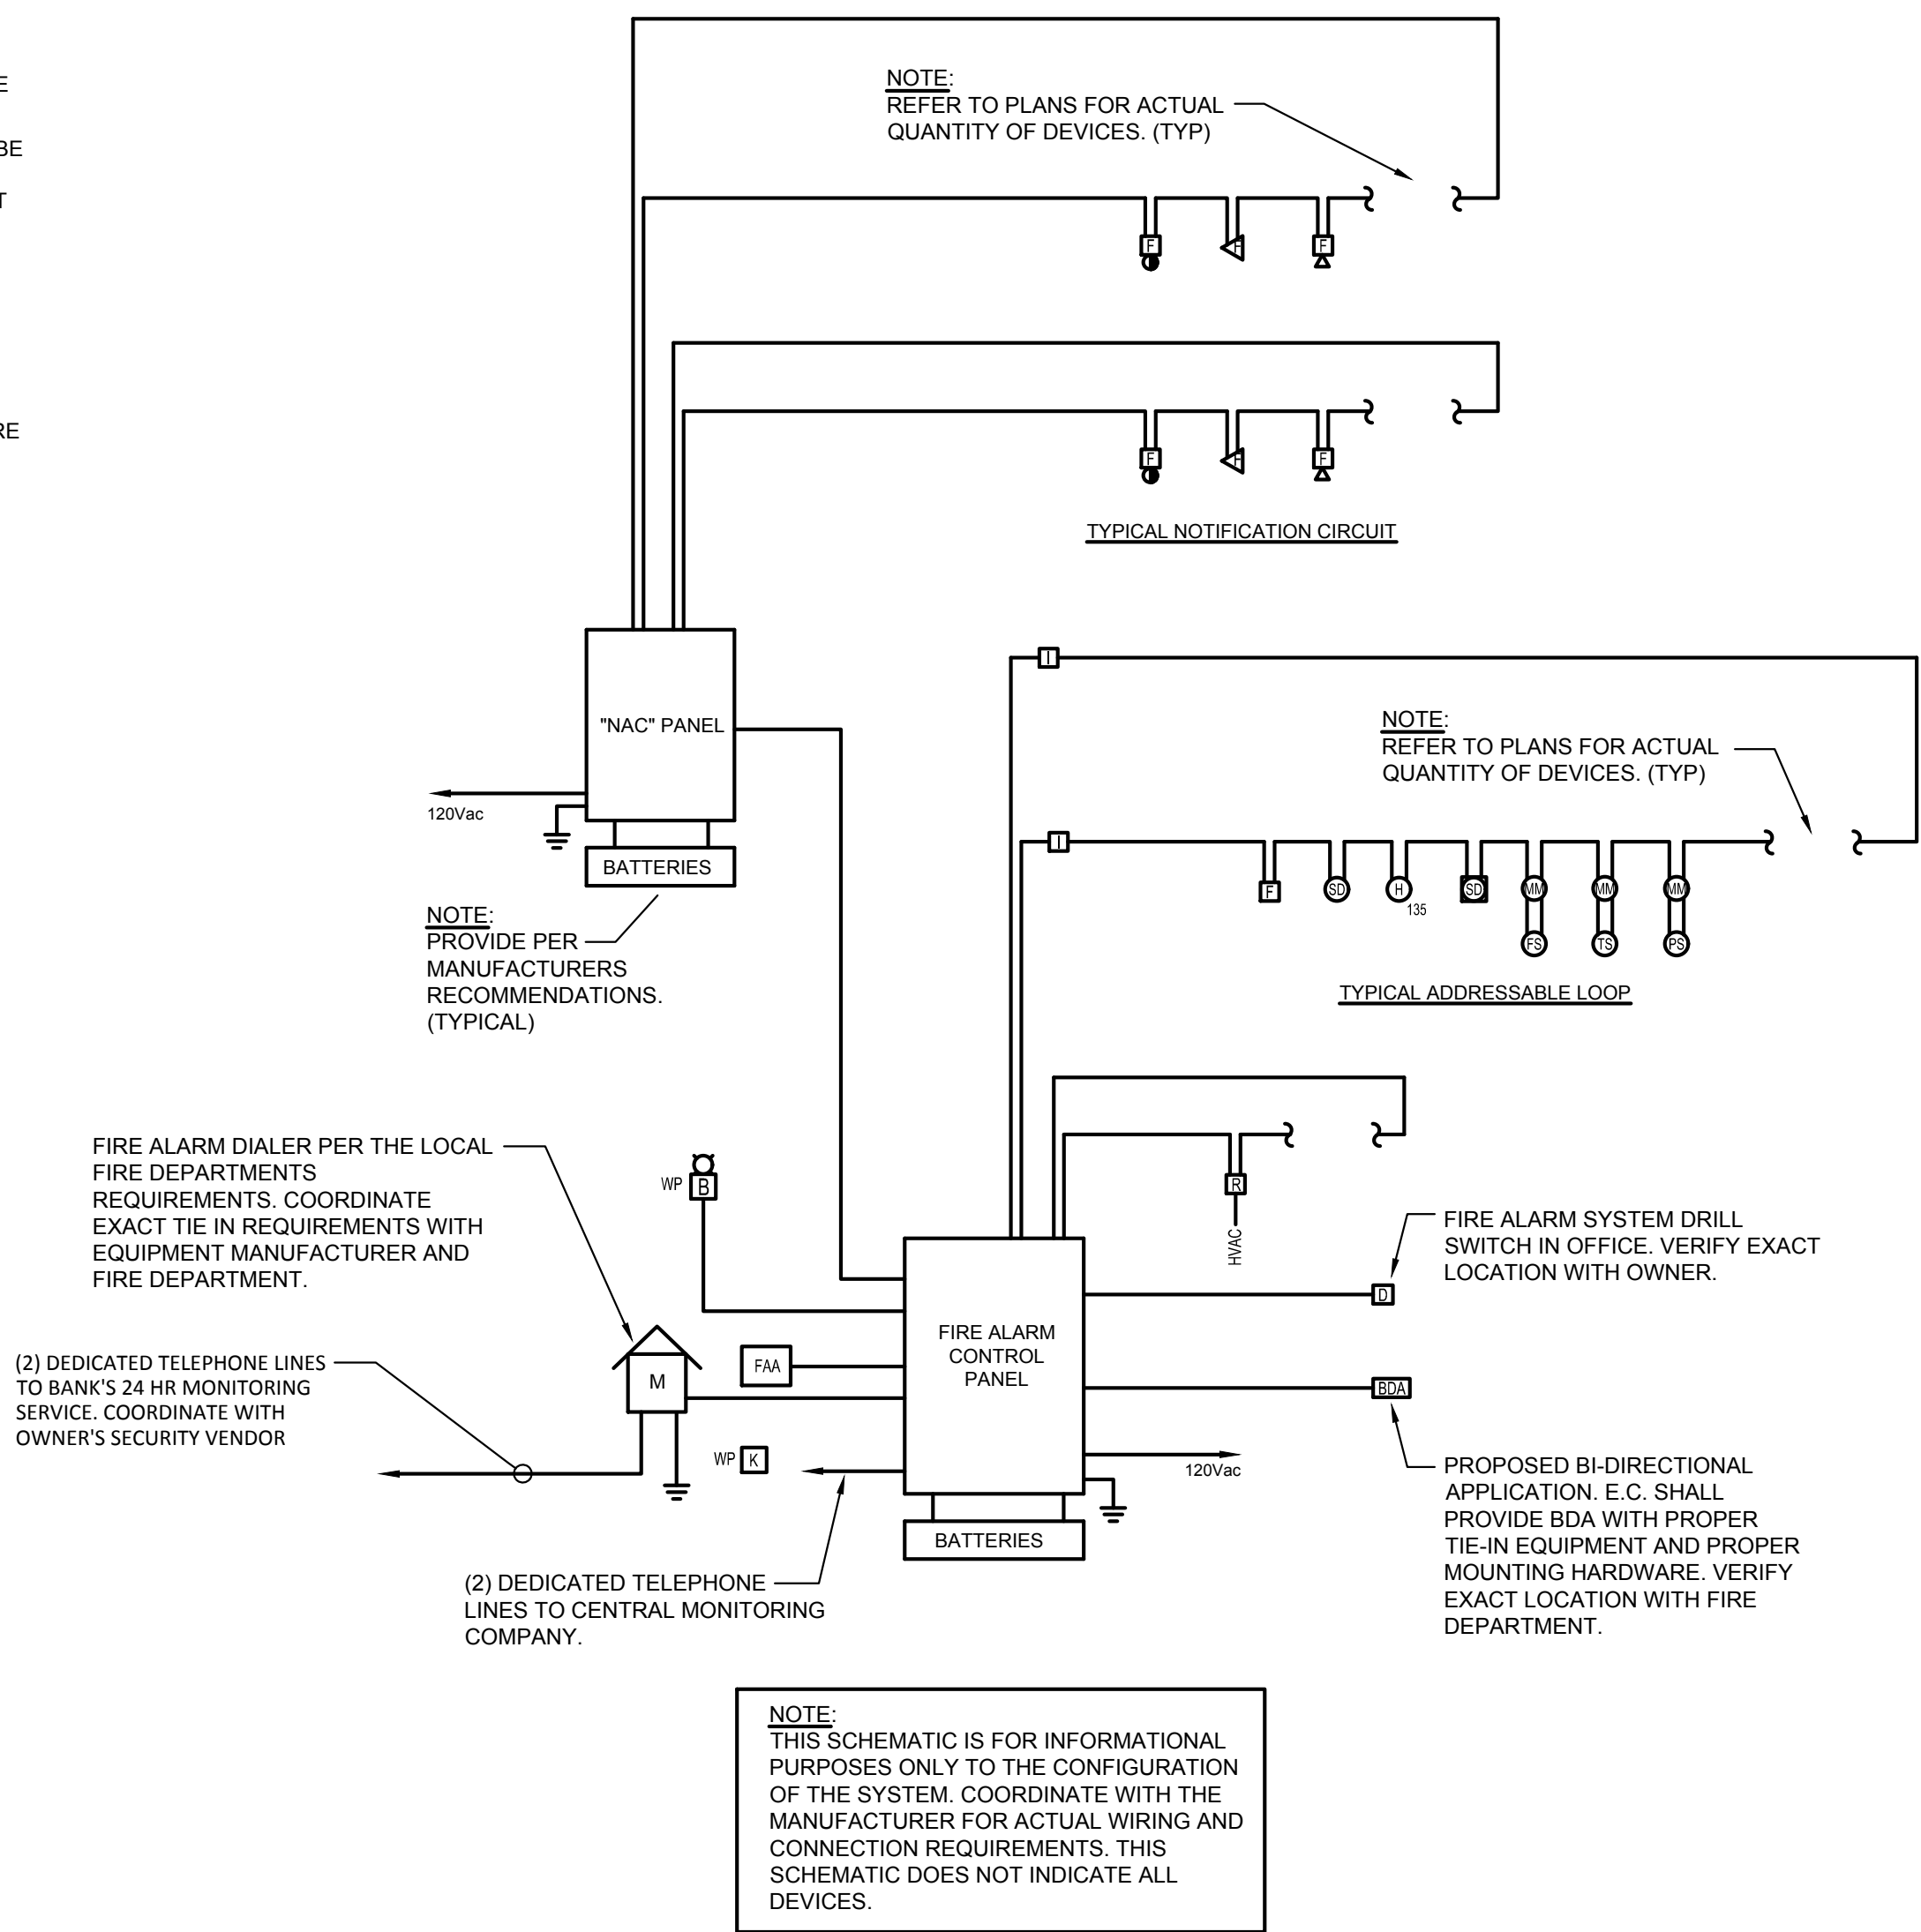 E
BE
T
RE
NOTE:
REFER TO PLANS FOR ACTUAL
QUANTITY OF DEVICES. (TYP)
F
F
F
F
F
F
TYPICAL NOTIFICATION CIRCUIT
"NAC" PANEL
120Vac
BATTERIES
NOTE:
PROVIDE PER
MANUFACTURERS
RECOMMENDATIONS.
(TYPICAL)
I
NOTE:
REFER TO PLANS FOR ACTUAL
QUANTITY OF DEVICES. (TYP)
I
F
SD
H
135
SD
MM
MM
MM
FS
TS
PS
TYPICAL ADDRESSABLE LOOP
FIRE ALARM DIALER PER THE LOCAL
FIRE DEPARTMENTS
REQUIREMENTS. COORDINATE
EXACT TIE IN REQUIREMENTS WITH
EQUIPMENT MANUFACTURER AND
FIRE DEPARTMENT.
WP
B
R
HVAC
FIRE ALARM SYSTEM DRILL
SWITCH IN OFFICE. VERIFY EXACT
LOCATION WITH OWNER.
D
(2) DEDICATED TELEPHONE LINES
TO BANK'S 24 HR MONITORING
SERVICE. COORDINATE WITH
OWNER'S SECURITY VENDOR
M
FAA
FIRE ALARM
CONTROL
PANEL
BDA
WP
K
120Vac
BATTERIES
PROPOSED BI-DIRECTIONAL
APPLICATION. E.C. SHALL
PROVIDE BDA WITH PROPER
TIE-IN EQUIPMENT AND PROPER
MOUNTING HARDWARE. VERIFY
EXACT LOCATION WITH FIRE
DEPARTMENT.
(2) DEDICATED TELEPHONE
LINES TO CENTRAL MONITORING
COMPANY.
NOTE:
THIS SCHEMATIC IS FOR INFORMATIONAL
PURPOSES ONLY TO THE CONFIGURATION
OF THE SYSTEM. COORDINATE WITH THE
MANUFACTURER FOR ACTUAL WIRING AND
CONNECTION REQUIREMENTS. THIS
SCHEMATIC DOES NOT INDICATE ALL
DEVICES.